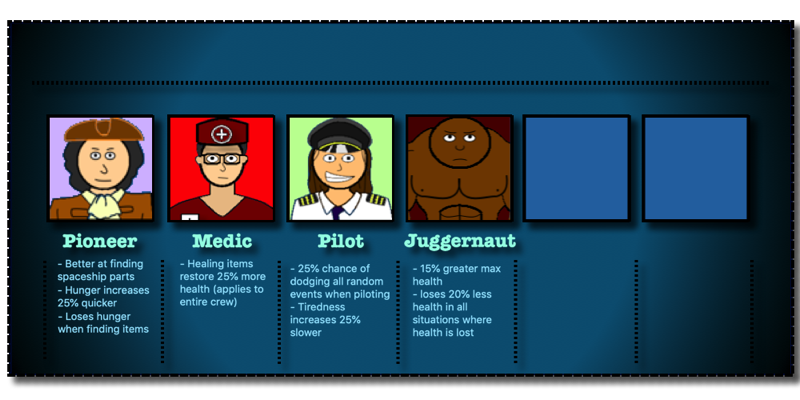 Pioneer
- Better at finding
spaceship parts
- Hunger increases
25% quicker
- Loses hunger
when finding items
Medic
- Healing items
restore 25% more
health (applies to
entire crew)
Pilot
- 25% chance of
dodging all random
events when piloting
- Tiredness
increases 25%
slower
Juggernaut
- 15% greater max
health
- loses 20% less
health in all
situations where
health is lost